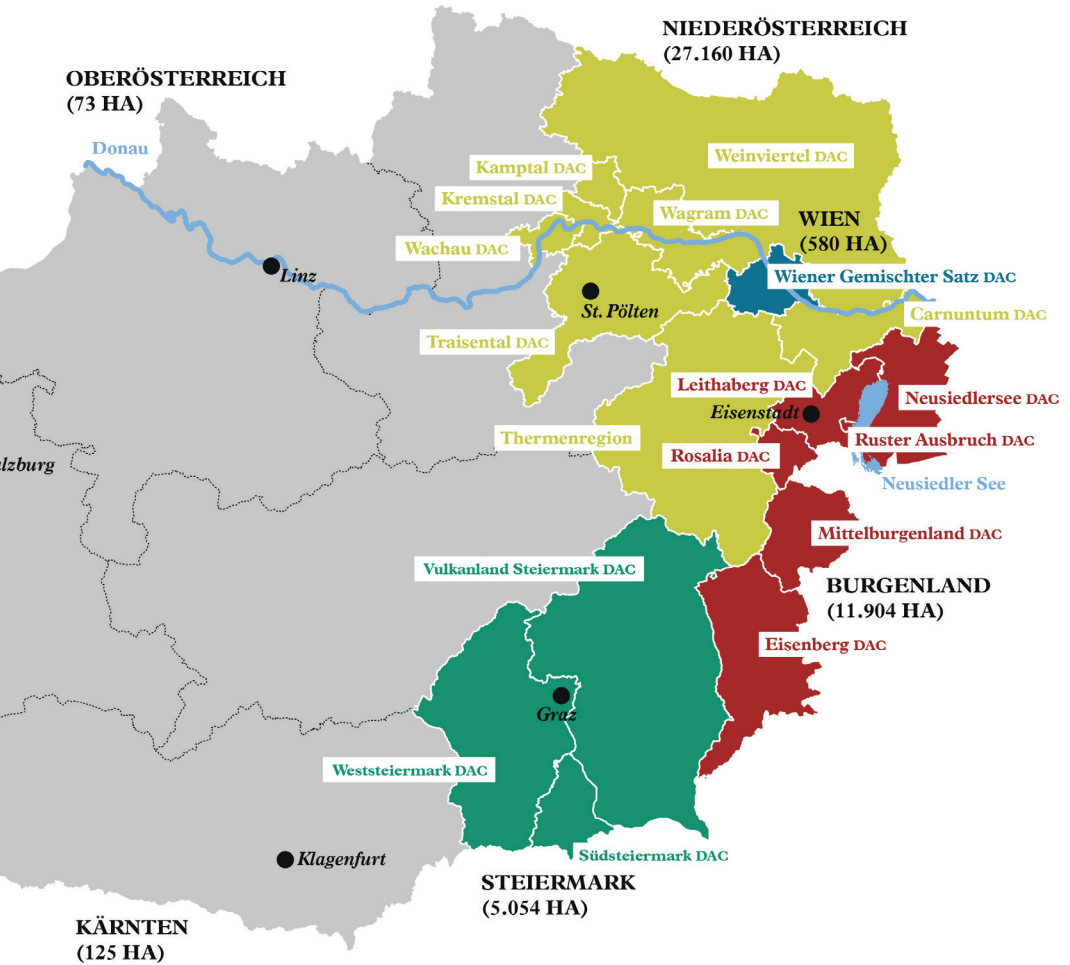 NIEDERÖSTERREICH
(27.160 HA)
OBERÖSTERREICH
(73 HA)
Donau
Weinviertel DAC
Kamptal DAC
Kremstal DAC
Wagram DAC
WIEN
(580 HA)
Wachau DAC
Linz
Wiener Gemischter Satz DAC
St. Pölten
Carnuntum DAC
Traisental DAC
Leithaberg DAC
Neusiedlersee DAC
Eisenstadt
Thermenregion
Ruster Ausbruch DAC
Rosalia DAC
lzburg
Neusiedler See
Mittelburgenland DAC
Vulkanland Steiermark DAC
BURGENLAND
(11.904 HA)
Eisenberg DAC
Graz
Weststeiermark DAC
Südsteiermark DAC
Klagenfurt
STEIERMARK
(5.054 HA)
KÄRNTEN
(125 HA)